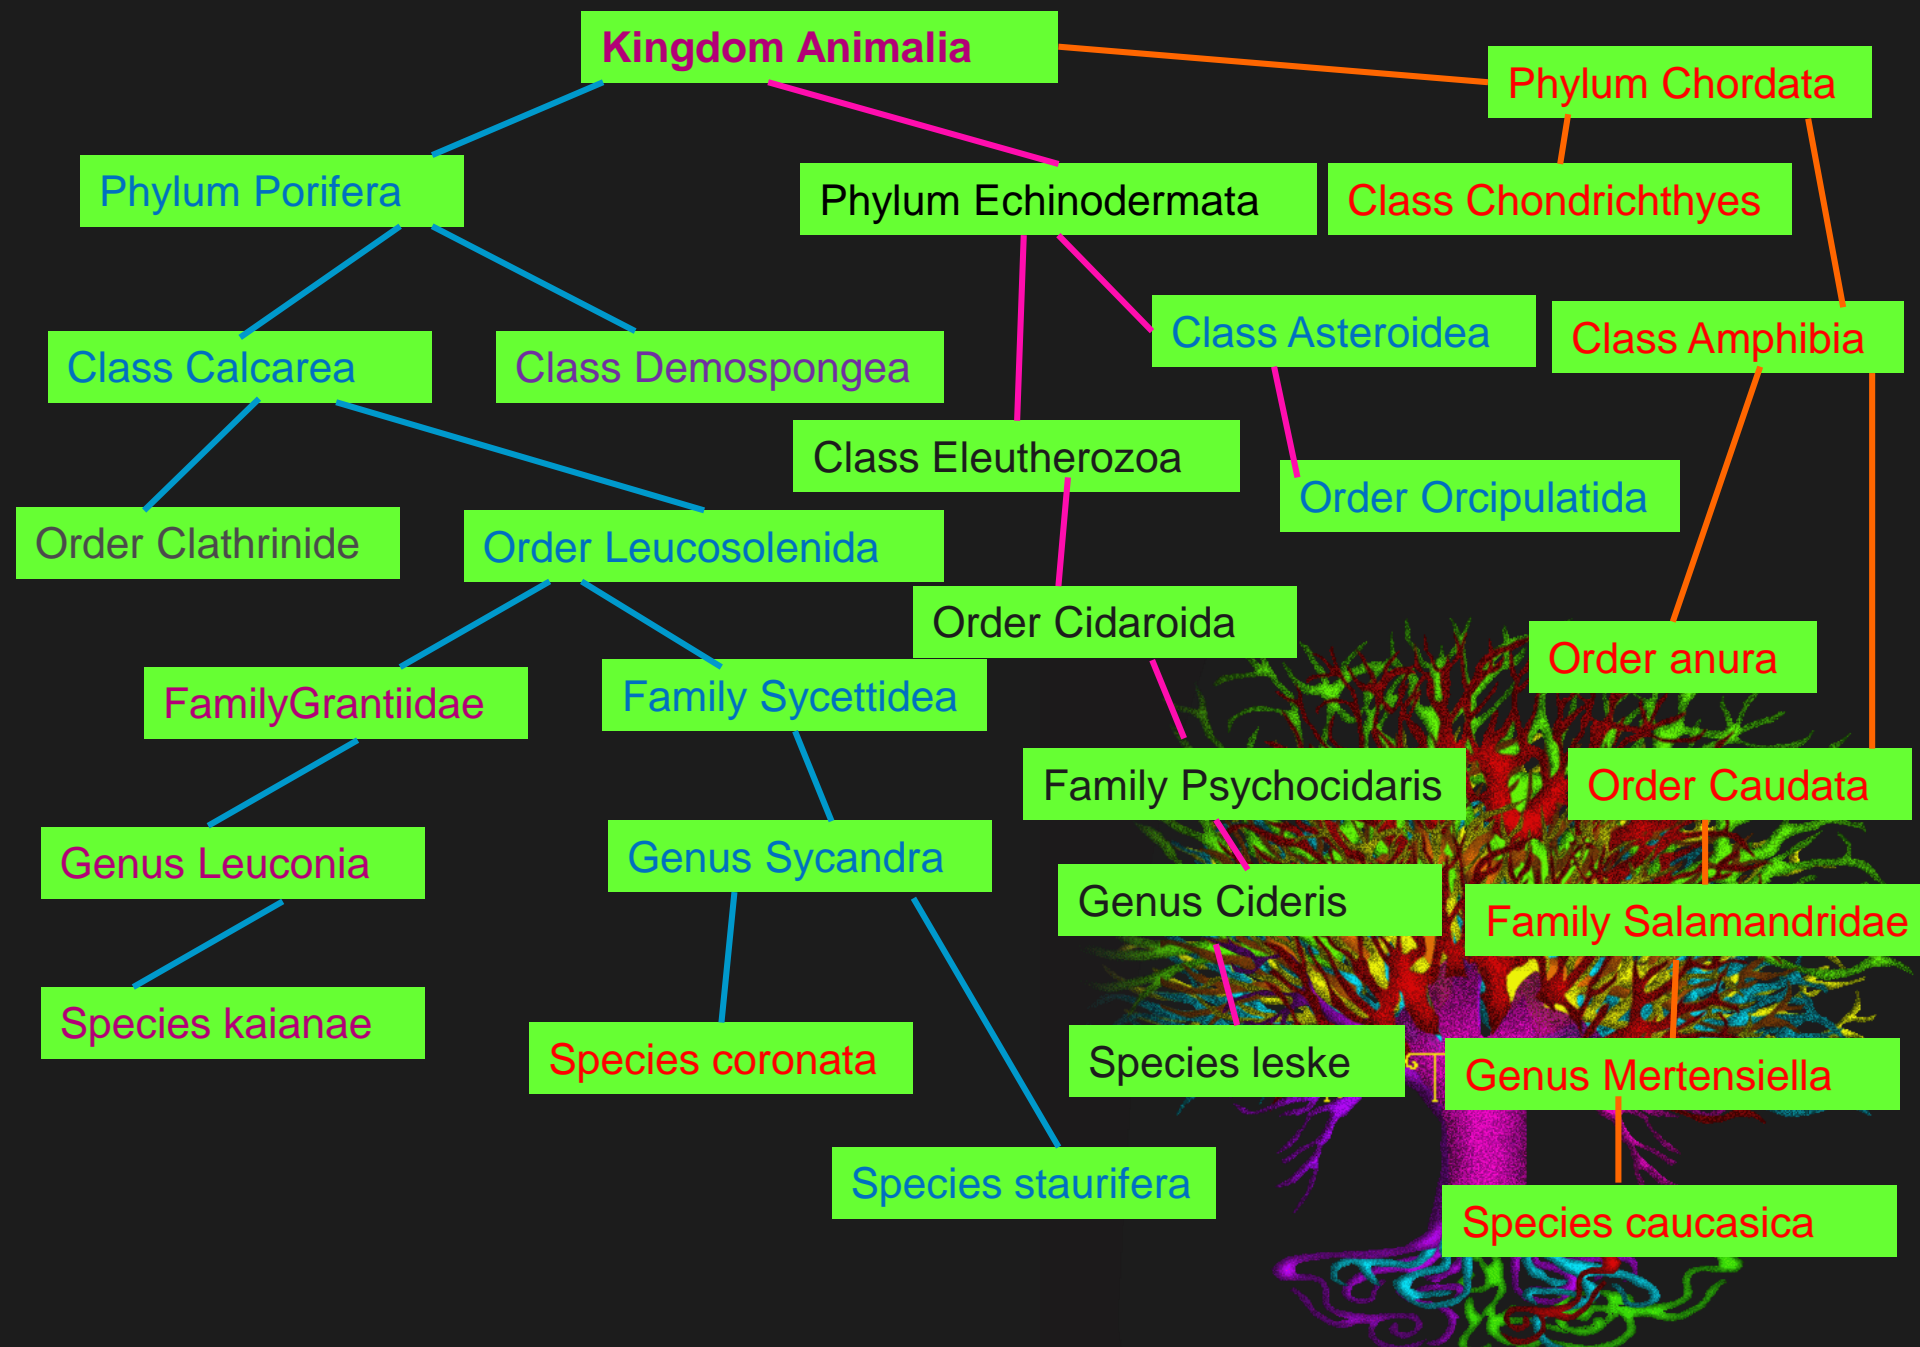 Kingdom Animalia
Phylum Chordata
Phylum Porifera
Phylum Echinodermata
Class Chondrichthyes
Class Calcarea
Class Demospongea
Class Asteroidea
Class Amphibia
Class Eleutherozoa
Order Orcipulatida
Order Clathrinide
Order Leucosolenida
Order Cidaroida
Order anura
FamilyGrantiidae
Family Sycettidea
Family Psychocidaris
Order Caudata
Genus Leuconia
Genus Sycandra
Genus Cideris
Family Salamandridae
Species kaianae
Species coronata
Species leske
Genus Mertensiella
Species staurifera
Species caucasica